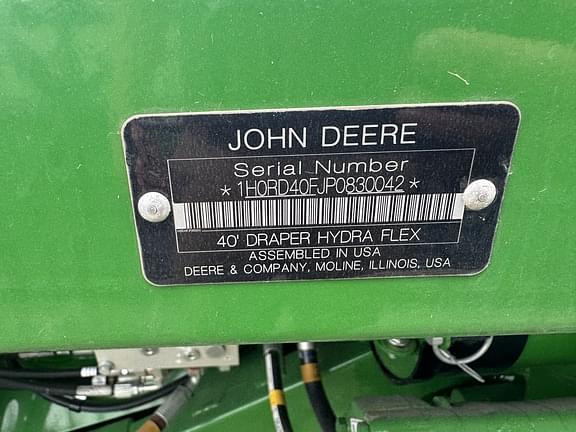 JOHN DEERE
Serial Number
*1H0RD40FJP0830042*
40' DRAPER HYDRA FLEX
ASSEMBLED IN USA
DEERE & COMPANY, MOLINE, ILLINOIS, USA